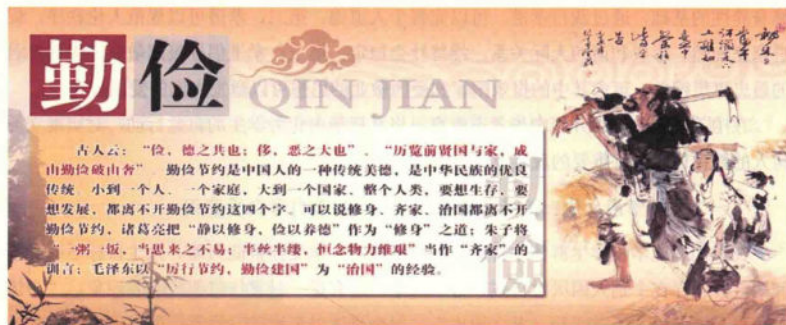 勤俭
QIN JIAN
古人云：“俭，德之共也；侈，恶之大也”、“历览前贤国与家，成
由勤俭破由奢”。勤俭节约是中国人的一种传统美德，是中华民族的优良
传统。小到一个人、一个家庭，大到一个国家、整个人类，要想生存，要
想发展，都离不开勤俭节约这四个字。可以说修身、齐家、治国都离不开
勤俭节约，诸葛亮把“静以修身，俭以养德”作为“修身”之道；朱子将
“一粥一饭，当思来之不易；半丝半缕，恒念物力维艰”当作“齐家”的
训言；毛泽东以“厉行节约，勤俭建国”为“治国”的经验。